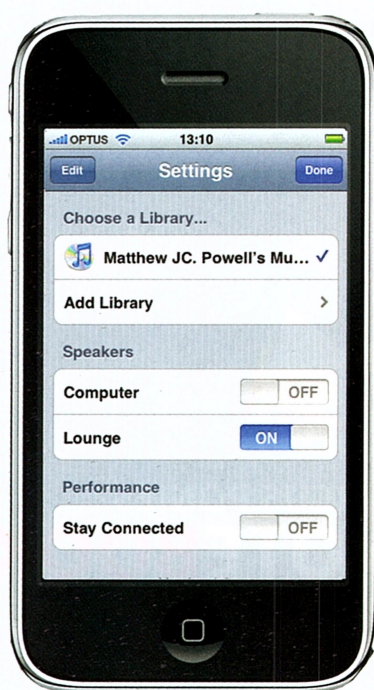 OPTUS 13:10
Edit Settings Done
Choose a Library...
Matthew JC. Powell's Mu...
Add Library
Speakers
Computer OFF
Lounge ON
Performance
Stay Connected OFF